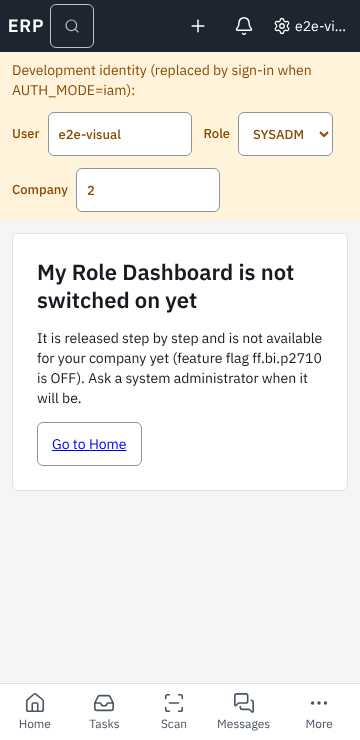 ERP
e2e-vi...
Development identity (replaced by sign-in when
AUTH_MODE=iam):
User e2e-visual Role SYSADM
Company 2
My Role Dashboard is not
switched on yet
It is released step by step and is not available
for your company yet (feature flag ff.bi.p2710
is OFF). Ask a system administrator when it
will be.
Go to Home
Home Tasks Scan Messages More